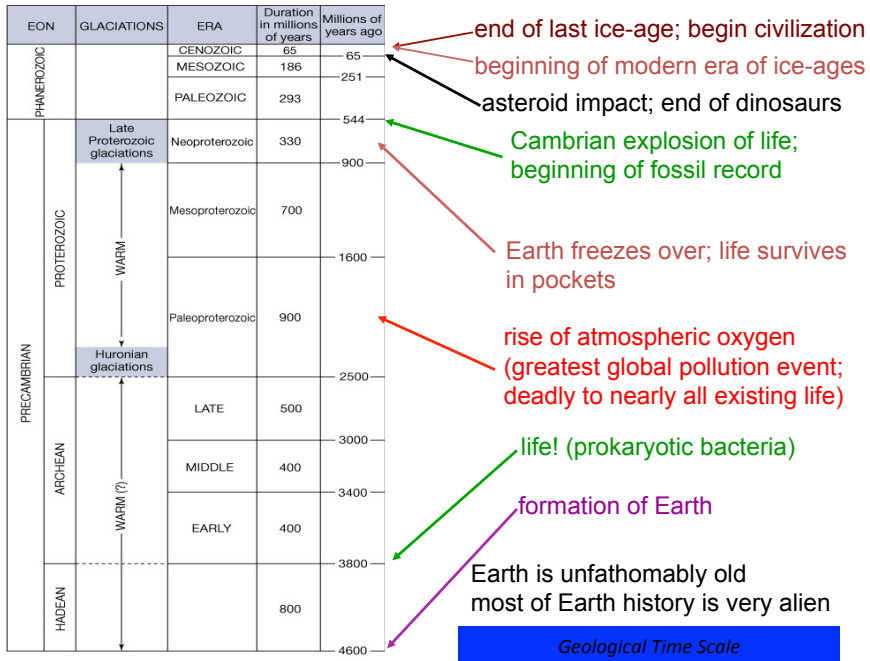 EON GLACIATIONS ERA Duration in millions of years Millions of years ago
PHANEROZOIC
CENOZOIC 65
65
MESOZOIC 186
251
PALEOZOIC 293
544
PRECAMBRIAN
PROTEROZOIC
Late
Proterozoic
glaciations
Neoproterozoic 330
900
WARM
Mesoproterozoic 700
1600
Paleoproterozoic 900
Huronian
glaciations
2500
ARCHEAN
WARM (?)
LATE 500
3000
MIDDLE 400
3400
EARLY 400
3800
HADEAN
800
4600
end of last ice-age; begin civilization
beginning of modern era of ice-ages
asteroid impact; end of dinosaurs
Cambrian explosion of life;
beginning of fossil record
Earth freezes over; life survives
in pockets
rise of atmospheric oxygen
(greatest global pollution event;
deadly to nearly all existing life)
life! (prokaryotic bacteria)
formation of Earth
Earth is unfathomably old
most of Earth history is very alien
Geological Time Scale